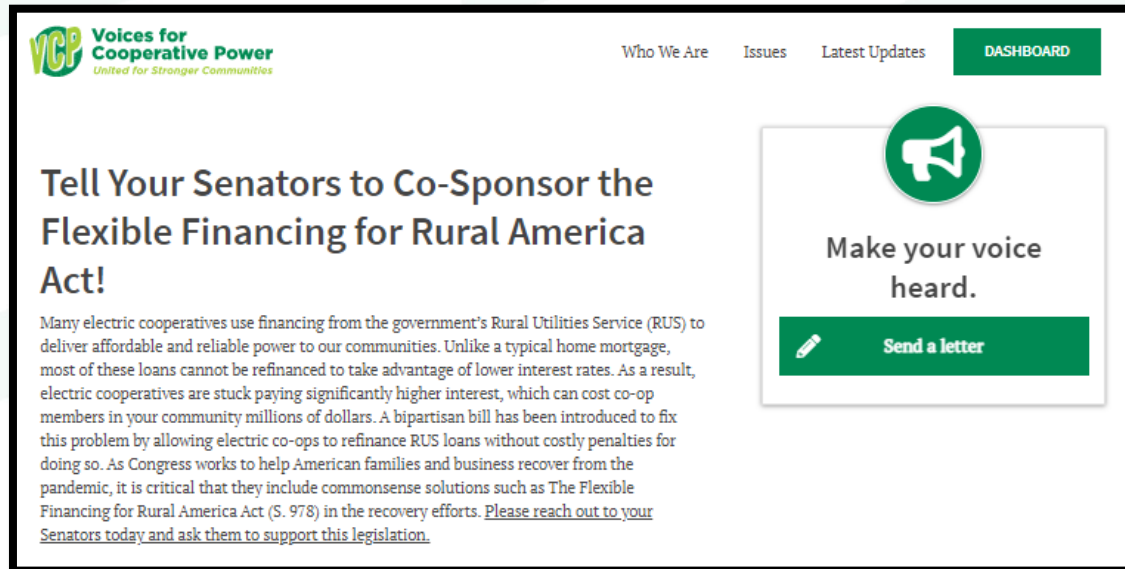 VCP
Voices for
Cooperative Power
United for Stronger Communities
Who We Are
Issues
Latest Updates
DASHBOARD
Tell Your Senators to Co-Sponsor the
Flexible Financing for Rural America
Act!
Many electric cooperatives use financing from the government's Rural Utilities Service (RUS) to
deliver affordable and reliable power to our communities. Unlike a typical home mortgage,
most of these loans cannot be refinanced to take advantage of lower interest rates. As a result,
electric cooperatives are stuck paying significantly higher interest, which can cost co-op
members in your community millions of dollars. A bipartisan bill has been introduced to fix
this problem by allowing electric co-ops to refinance RUS loans without costly penalties for
doing so. As Congress works to help American families and business recover from the
pandemic, it is critical that they include commonsense solutions such as The Flexible
Financing for Rural America Act (S. 978) in the recovery efforts. Please reach out to your
Senators today and ask them to support this legislation.
Make your voice
heard.
Send a letter